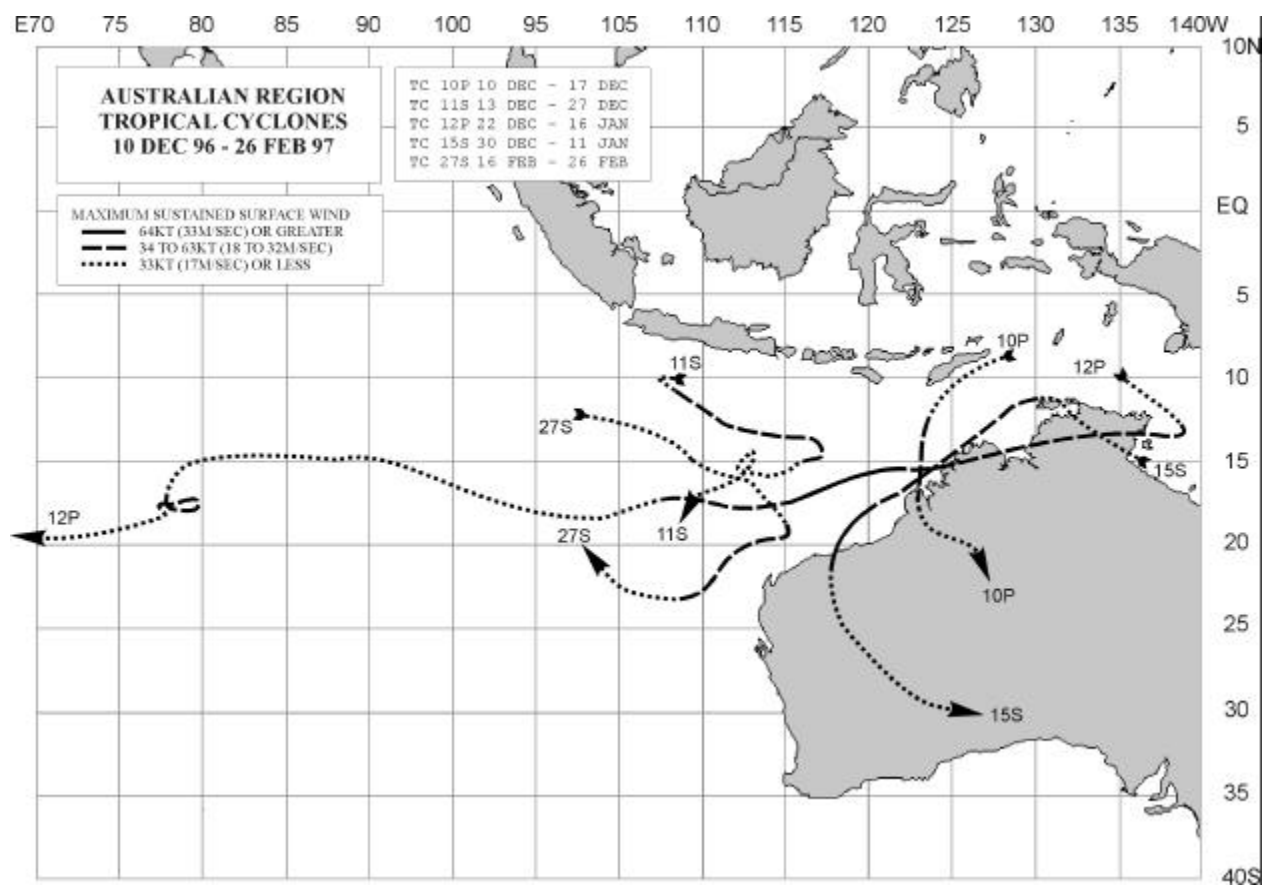 E70 75 80 85 90 95 100 95 105 110 115 120 125 130 135 140W
10N
AUSTRALIAN REGION
TROPICAL CYCLONES
10 DEC 96 - 26 FEB 97
TC 10P 10 DEC - 17 DEC
TC 11S 13 DEC - 27 DEC
TC 12P 22 DEC - 16 JAN
TC 15S 30 DEC - 11 JAN
TC 27S 16 FEB - 26 FEB
5
MAXIMUM SUSTAINED SURFACE WIND
64KT (33M/SEC) OR GREATER
34 TO 63KT (18 TO 32M/SEC)
33KT (17M/SEC) OR LESS
EQ
5
10P
11S
12P
10
27S
15
15S
12P
11S
27S
20
10P
25
15S
30
35
40S